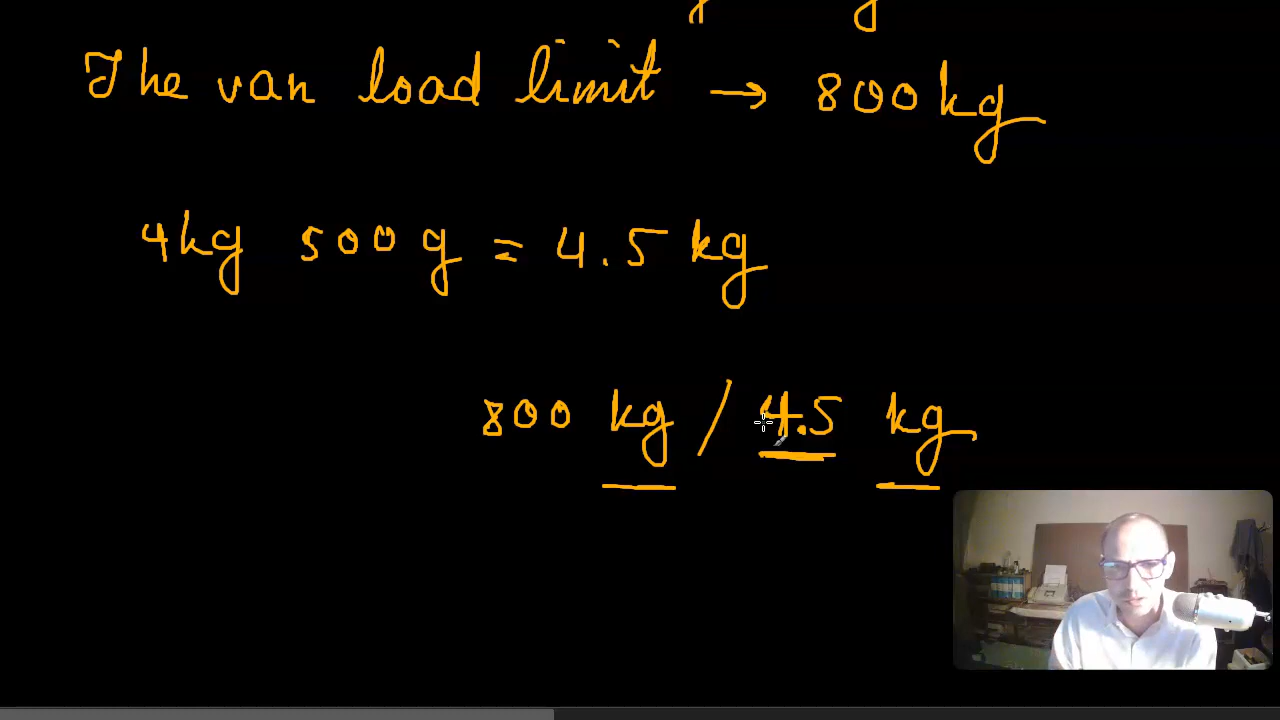 The van load limit → 800 kg
4kg 500 g = 4.5 kg
800 kg / 4.5 kg